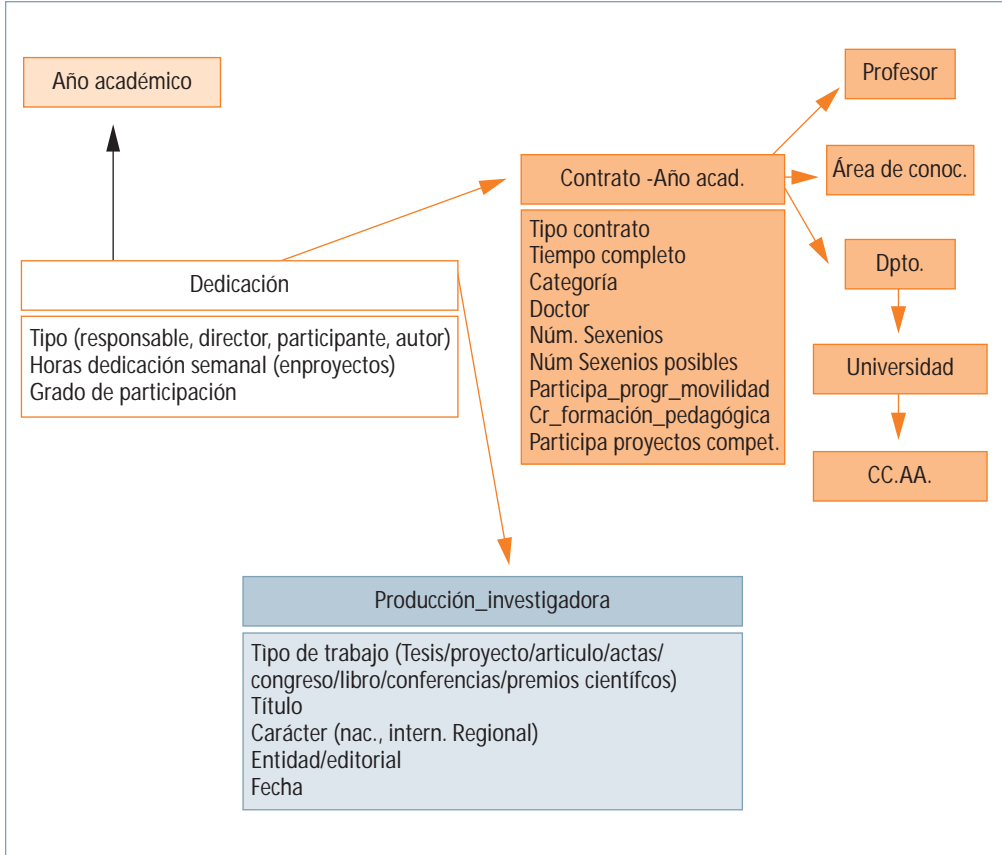 Año académico
Profesor
Contrato -Año acad.
Área de conoc.
Tipo contrato
Tiempo completo
Categoría
Doctor
Núm. Sexenios
Núm Sexenios posibles
Participa_progr_movilidad
Cr_formación_pedagógica
Participa proyectos compet.
Dpto.
Universidad
CC.AA.
Dedicación
Tipo (responsable, director, participante, autor)
Horas dedicación semanal (enproyectos)
Grado de participación
Producción_investigadora
Tipo de trabajo (Tesis/proyecto/articulo/actas/
congreso/libro/conferencias/premios científcos)
Título
Carácter (nac., intern. Regional)
Entidad/editorial
Fecha